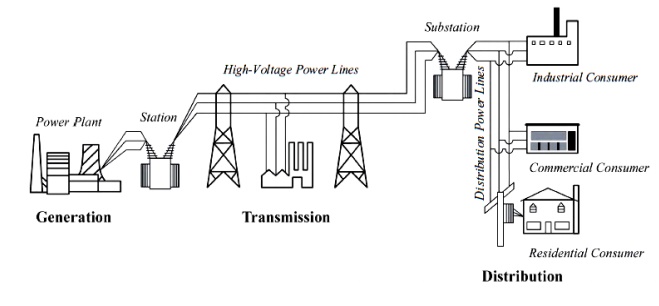 Substation
High-Voltage Power Lines
Industrial Consumer
Station
Power Plant
Distribution Power Lines
Commercial Consumer
Generation
Transmission
Residential Consumer
Distribution